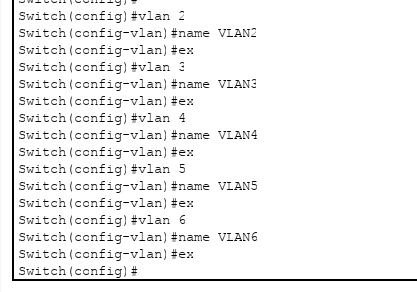 Switch(config)#
Switch(config)#vlan 2
Switch(config-vlan)#name VLAN2
Switch(config-vlan)#ex
Switch(config)#vlan 3
Switch(config-vlan)#name VLAN3
Switch(config-vlan)#ex
Switch(config)#vlan 4
Switch(config-vlan)#name VLAN4
Switch(config-vlan)#ex
Switch(config)#vlan 5
Switch(config-vlan)#name VLAN5
Switch(config-vlan)#ex
Switch(config)#vlan 6
Switch(config-vlan)#name VLAN6
Switch(config-vlan)#ex
Switch(config)#